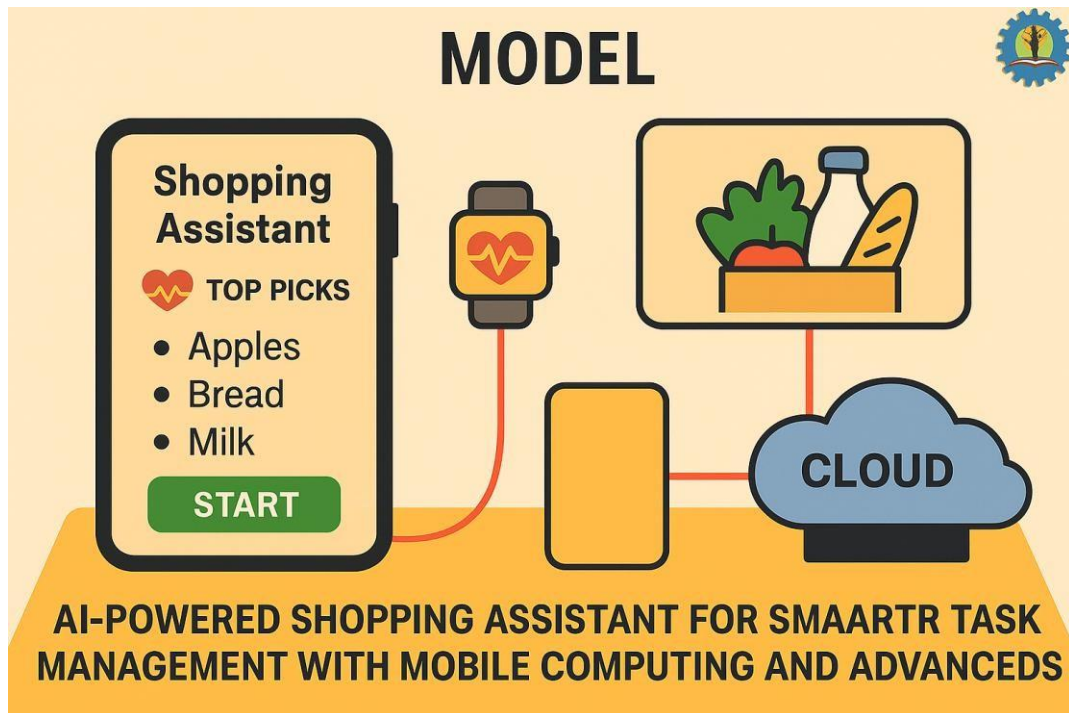 MODEL
Shopping
Assistant
TOP PICKS
• Apples
• Bread
• Milk
START
CLOUD
AI-POWERED SHOPPING ASSISTANT FOR SMAARTR TASK
MANAGEMENT WITH MOBILE COMPUTING AND ADVANCEDS